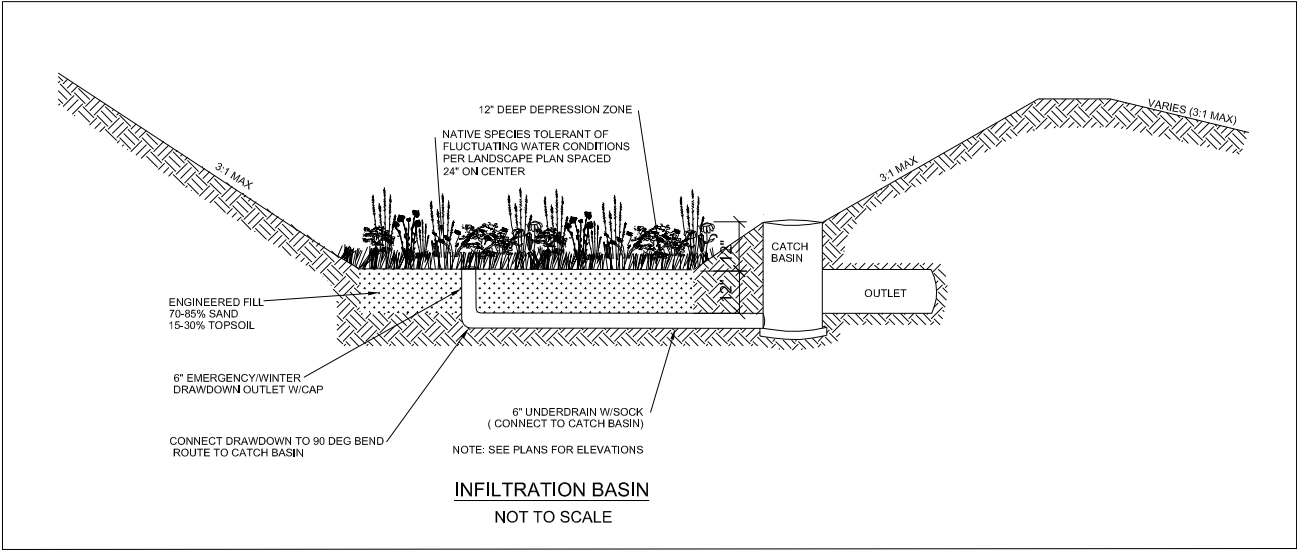 12" DEEP DEPRESSION ZONE
NATIVE SPECIES TOLERANT OF
FLUCTUATING WATER CONDITIONS
PER LANDSCAPE PLAN SPACED
24" ON CENTER
VARIES (3:1 MAX)
3:1 MAX
3:1 MAX
12"
12"
CATCH
BASIN
OUTLET
ENGINEERED FILL
70-85% SAND
15-30% TOPSOIL
6" EMERGENCY/WINTER
DRAWDOWN OUTLET W/CAP
CONNECT DRAWDOWN TO 90 DEG BEND
ROUTE TO CATCH BASIN
6" UNDERDRAIN W/SOCK
( CONNECT TO CATCH BASIN)
NOTE: SEE PLANS FOR ELEVATIONS
INFILTRATION BASIN
NOT TO SCALE